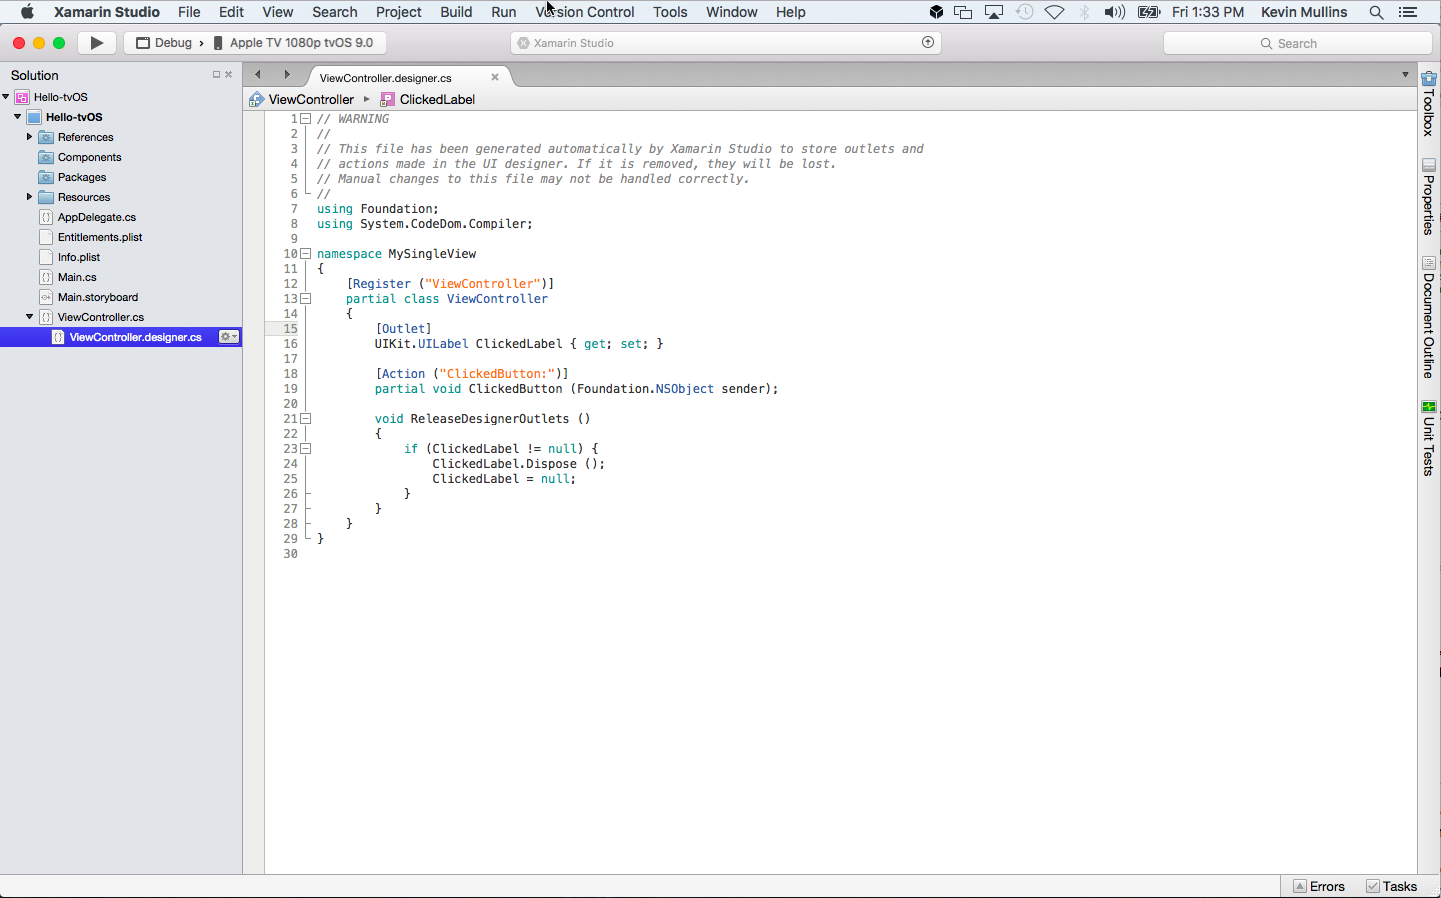 Xamarin Studio File Edit View Search Project Build Run Version Control Tools Window Help Fri 1:33 PM Kevin Mullins
Debug › Apple TV 1080p tvOS 9.0 Xamarin Studio Search
Solution
ViewController.designer.cs
Hello-tvOS
Hello-tvOS
References
Components
Packages
Resources
AppDelegate.cs
Entitlements.plist
Info.plist
Main.cs
Main.storyboard
ViewController.cs
ViewController.designer.cs
ViewController ▸ ClickedLabel
1 // WARNING
2 //
3 // This file has been generated automatically by Xamarin Studio to store outlets and
4 // actions made in the UI designer. If it is removed, they will be lost.
5 // Manual changes to this file may not be handled correctly.
6 //
7 using Foundation;
8 using System.CodeDom.Compiler;
9
10 namespace MySingleView
11 {
12     [Register ("ViewController")]
13     partial class ViewController
14     {
15         [Outlet]
16         UIKit.UILabel ClickedLabel { get; set; }
17
18         [Action ("ClickedButton:")]
19         partial void ClickedButton (Foundation.NSObject sender);
20
21         void ReleaseDesignerOutlets ()
22         {
23             if (ClickedLabel != null) {
24                 ClickedLabel.Dispose ();
25                 ClickedLabel = null;
26             }
27         }
28     }
29 }
30
Toolbox
Properties
Document Outline
Unit Tests
Errors Tasks